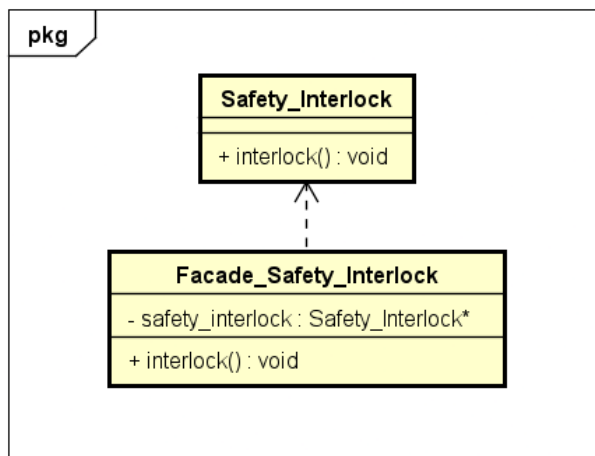 pkg
Safety_Interlock
+ interlock() : void
Facade_Safety_Interlock
- safety_interlock : Safety_Interlock*
+ interlock() : void